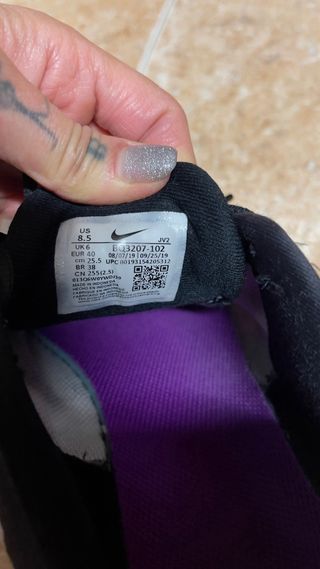 US
8.5
JV2
UK 6
BQ3207-102
EUR 40
08/07/19 09/25/19
cm 25.5
UPC 00193154205312
BR 38
CN 255(2.5)
MADE IN INDONESIA